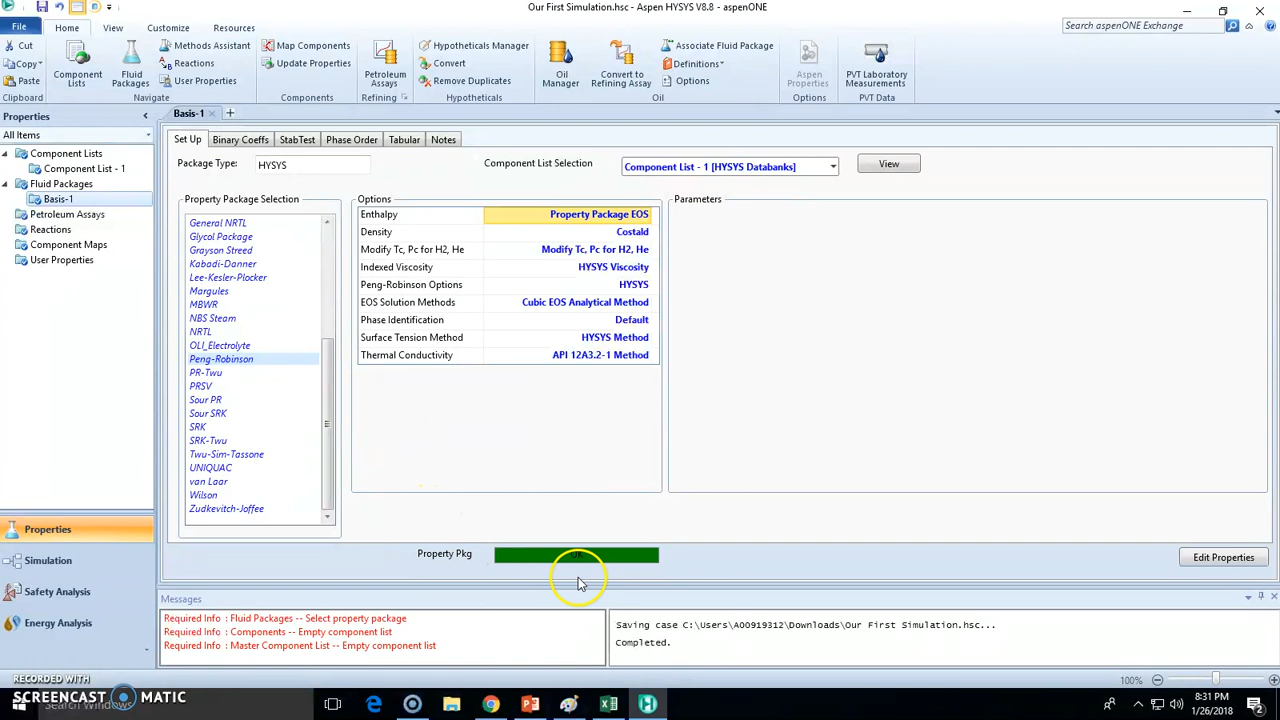 Our First Simulation.hsc - Aspen HYSYS V8.8 - aspenONE
File Home View Customize Resources
Search aspenONE Exchange
Cut
Copy
Paste
Clipboard
Component Lists
Fluid Packages
Methods Assistant
Reactions
User Properties
Navigate
Map Components
Update Properties
Components
Petroleum Assays
Refining
Hypotheticals Manager
Convert
Remove Duplicates
Hypotheticals
Oil Manager
Convert to Refining Assay
Associate Fluid Package
Definitions
Options
Oil
Aspen Properties
Options
PVT Laboratory Measurements
PVT Data
Properties
All Items
Component Lists
Component List - 1
Fluid Packages
Basis-1
Petroleum Assays
Reactions
Component Maps
User Properties
Properties
Simulation
Safety Analysis
Energy Analysis
Basis-1
Set Up Binary Coeffs StabTest Phase Order Tabular Notes
Package Type: HYSYS
Component List Selection Component List - 1 [HYSYS Databanks] View
Property Package Selection
General NRTL
Glycol Package
Grayson Streed
Kabadi-Danner
Lee-Kesler-Plocker
Margules
MBWR
NBS Steam
NRTL
OLI_Electrolyte
Peng-Robinson
PR-Twu
PRSV
Sour PR
Sour SRK
SRK
SRK-Twu
Twu-Sim-Tassone
UNIQUAC
van Laar
Wilson
Zudkevitch-Joffee
Options
Enthalpy Property Package EOS
Density Costald
Modify Tc, Pc for H2, He Modify Tc, Pc for H2, He
Indexed Viscosity HYSYS Viscosity
Peng-Robinson Options HYSYS
EOS Solution Methods Cubic EOS Analytical Method
Phase Identification Default
Surface Tension Method HYSYS Method
Thermal Conductivity API 12A3.2-1 Method
Parameters
Property Pkg OK
Edit Properties
Messages
Required Info : Fluid Packages -- Select property package
Required Info : Components -- Empty component list
Required Info : Master Component List -- Empty component list
Saving case C:\Users\A00919312\Downloads\Our First Simulation.hsc...
Completed.
100%
RECORDED WITH
SCREENCAST MATIC
Search Windows
8:31 PM
1/26/2018